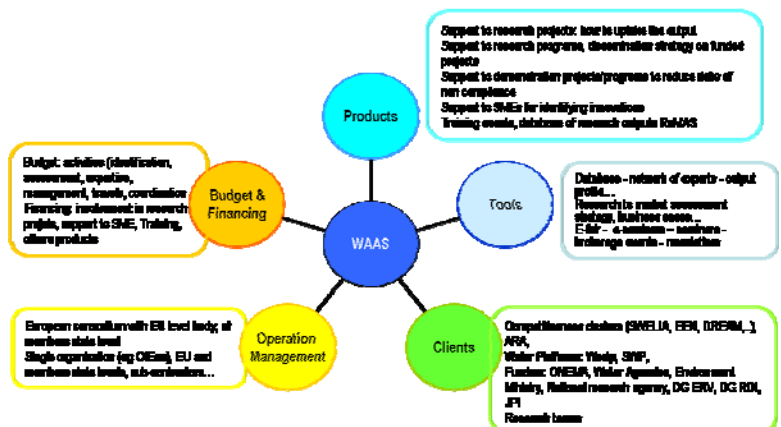 Support to research projects: how to uptake the output
Support to research programs, dissemination strategy on funded
projects
Support to demonstration projects/programs to reduce risks of
non compliance
Support to SMEs for identifying innovations
Training events, database of research outputs
Products
Budget: activities (identification,
assessment, expertise,
management, travels, coordination
Financing: involvement in research
projets, support to SME, Training,
others products
Budget &
Financing
Tools
Database - network of experts - output
profile...
Research to market assessment
strategy, business cases...
E-fair - e-seminars – seminars -
brokerage events - newsletters
WAAS
European consortium with EU level body, at
members state level
Single organisation (eg), EU and
members state levels, sub-contractors...
Operation
Management
Clients
Competitiveness clusters (SWELIA, EEN, DREAM,..),
ARA,
Water Platforms:
Funders: ONEMA, Water Agencies, Environment
Ministry, National research agency, DG ENV, DG RDI,
JPI
Research teams